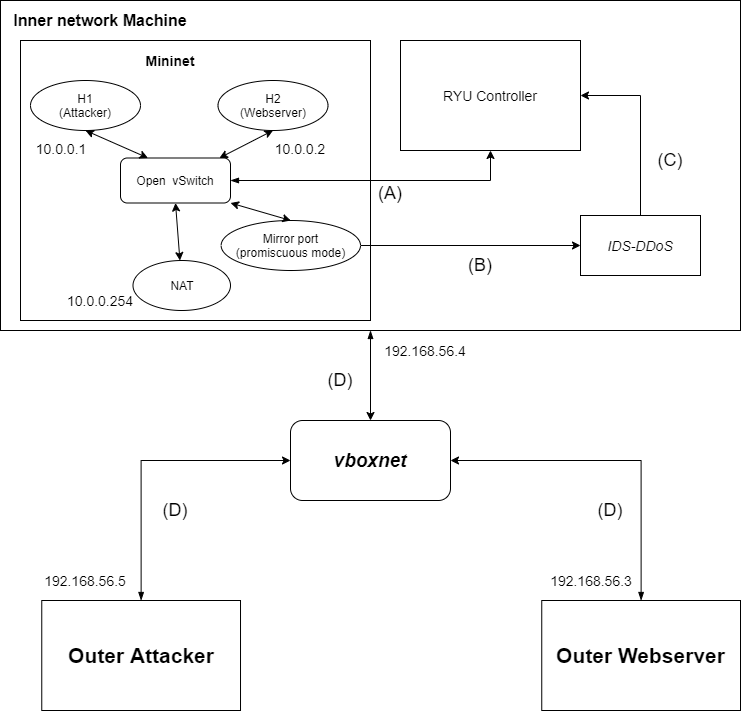 Inner network Machine
Mininet
H1
(Attacker)
H2
(Webserver)
RYU Controller
10.0.0.1
10.0.0.2
(C)
Open vSwitch
(A)
Mirror port
(promiscuous mode)
IDS-DDoS
(B)
NAT
10.0.0.254
192.168.56.4
(D)
vboxnet
(D)
(D)
192.168.56.5
192.168.56.3
Outer Attacker
Outer Webserver